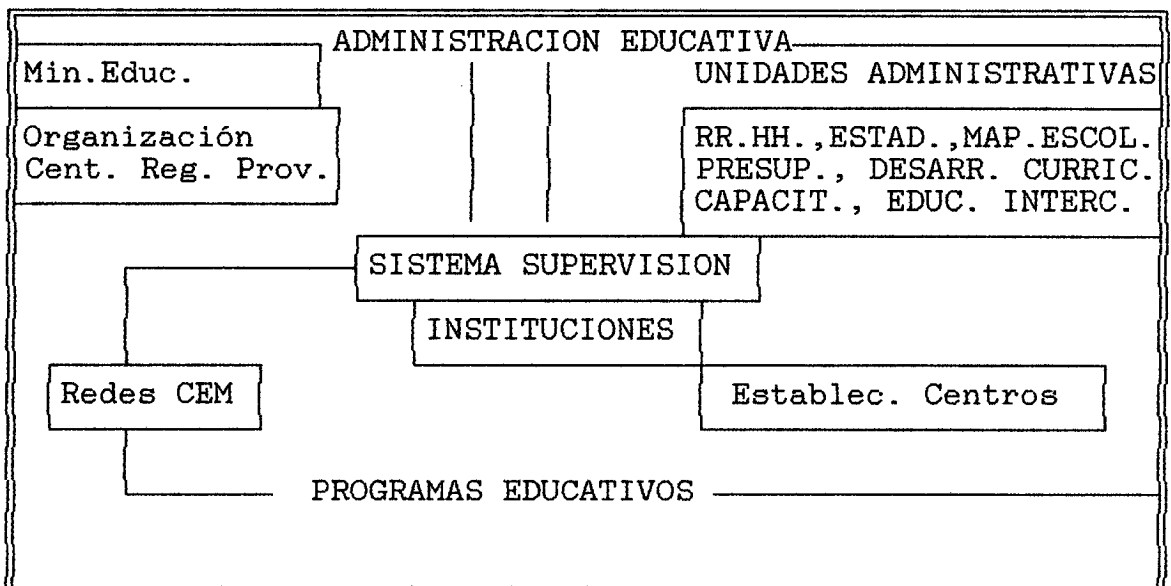 ADMINISTRACION EDUCATIVA
Min.Educ.
UNIDADES ADMINISTRATIVAS
Organización
Cent. Reg. Prov.
RR.HH.,ESTAD.,MAP.ESCOL.
PRESUP., DESARR. CURRIC.
CAPACIT., EDUC. INTERC.
SISTEMA SUPERVISION
INSTITUCIONES
Redes CEM
Establec. Centros
PROGRAMAS EDUCATIVOS